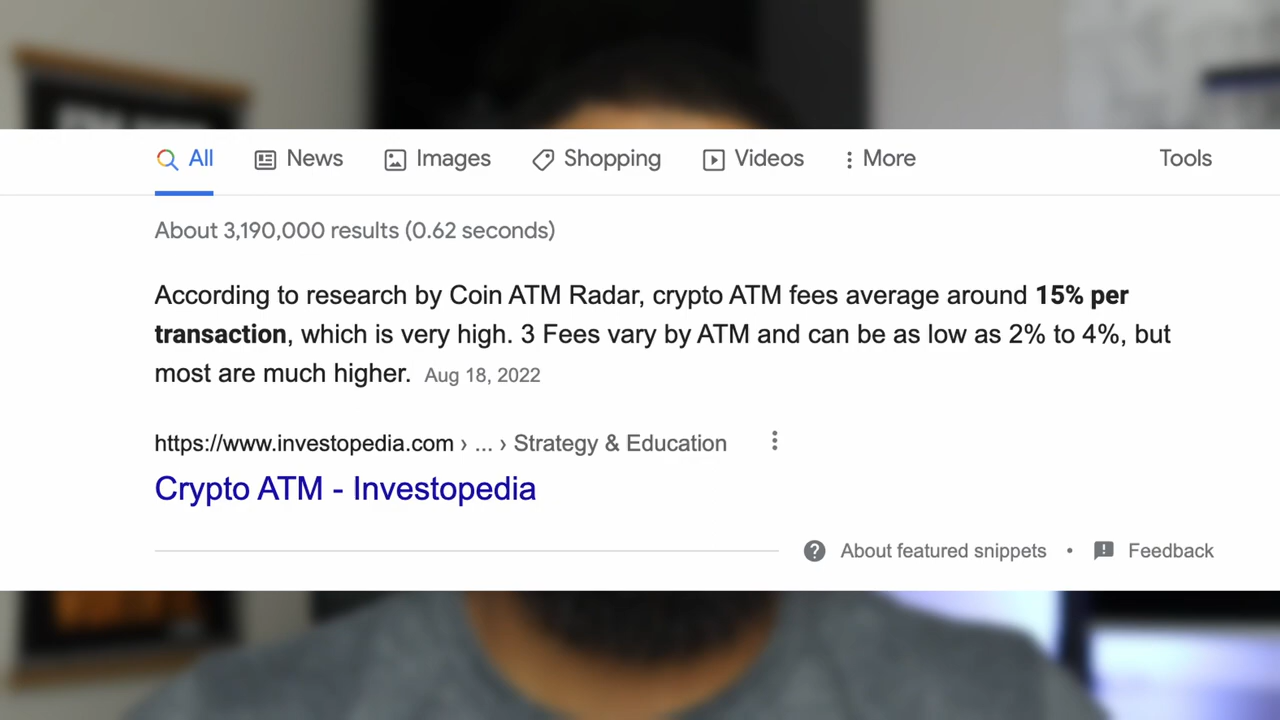 All News Images Shopping Videos More Tools
About 3,190,000 results (0.62 seconds)
According to research by Coin ATM Radar, crypto ATM fees average around 15% per
transaction, which is very high. 3 Fees vary by ATM and can be as low as 2% to 4%, but
most are much higher. Aug 18, 2022
https://www.investopedia.com › ... › Strategy & Education
Crypto ATM - Investopedia
About featured snippets • Feedback